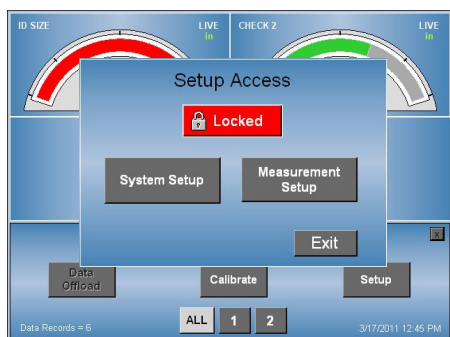 ID SIZE
LIVE
in
CHECK 2
LIVE
in
Setup Access
Locked
System Setup
Measurement
Setup
Exit
x
Data
Offload
Calibrate
Setup
ALL
1
2
Data Records = 6
3/17/2011 12:45 PM